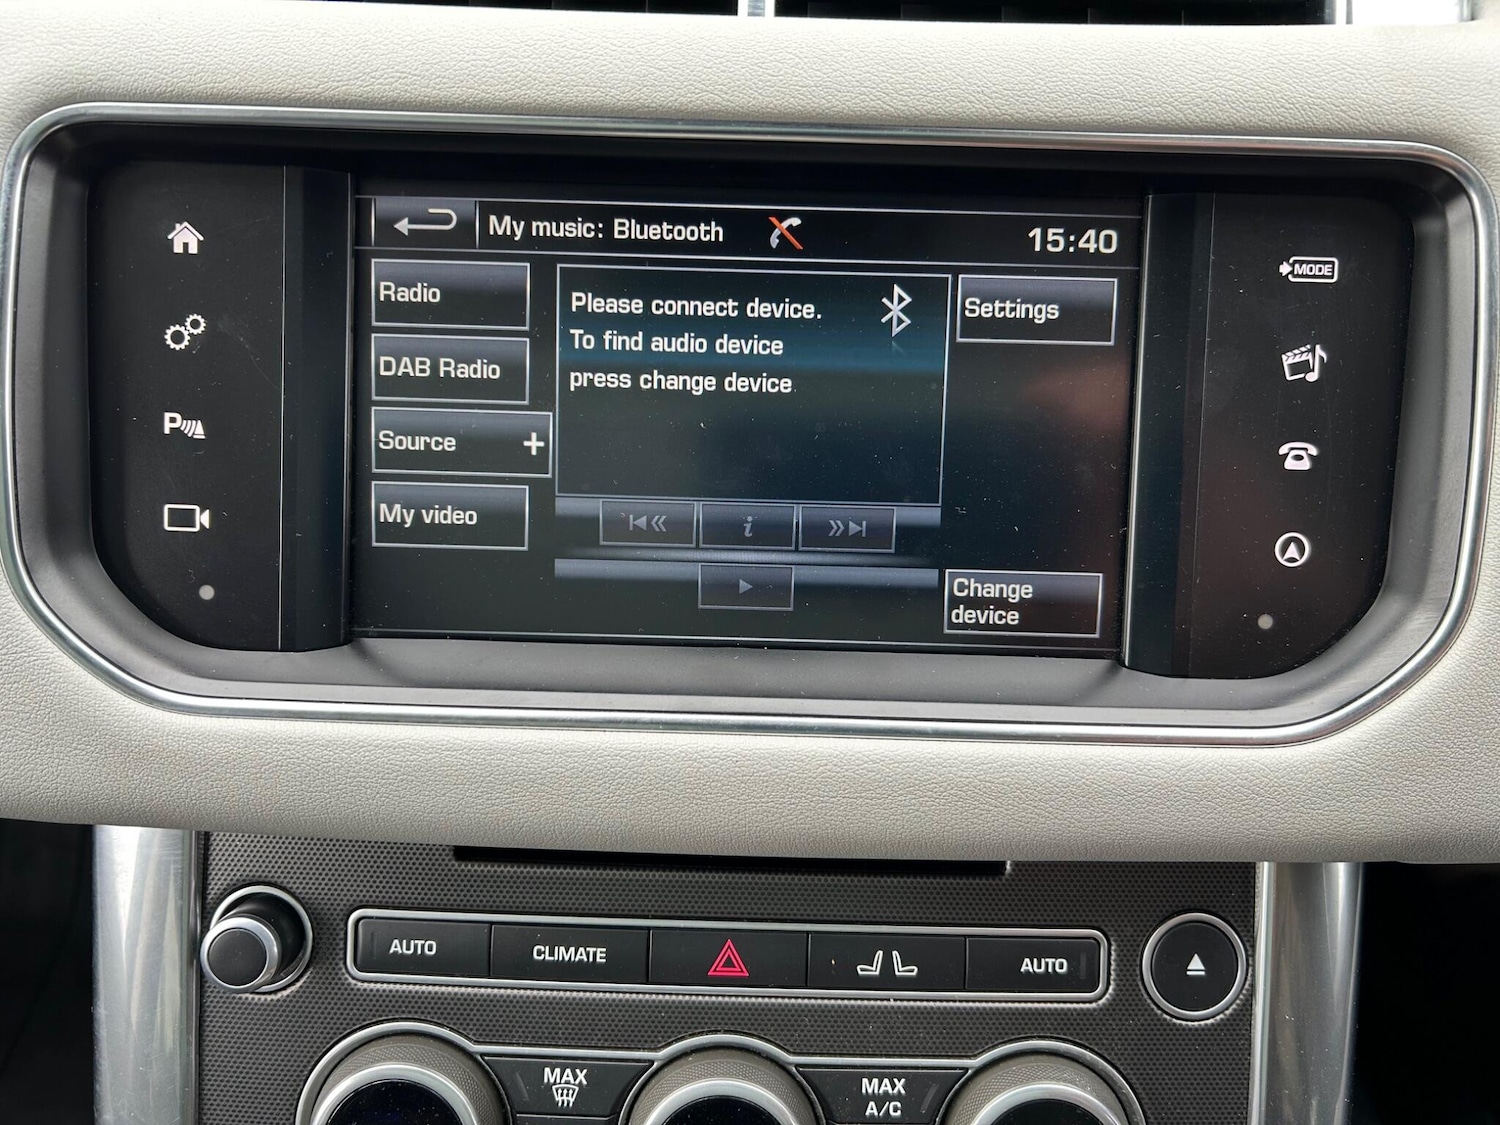 My music: Bluetooth
15:40
Radio
DAB Radio
Source +
My video
Please connect device.
To find audio device
press change device
i
Settings
Change
device
P
MODE
AUTO
CLIMATE
AUTO
MAX
MAX
A/C